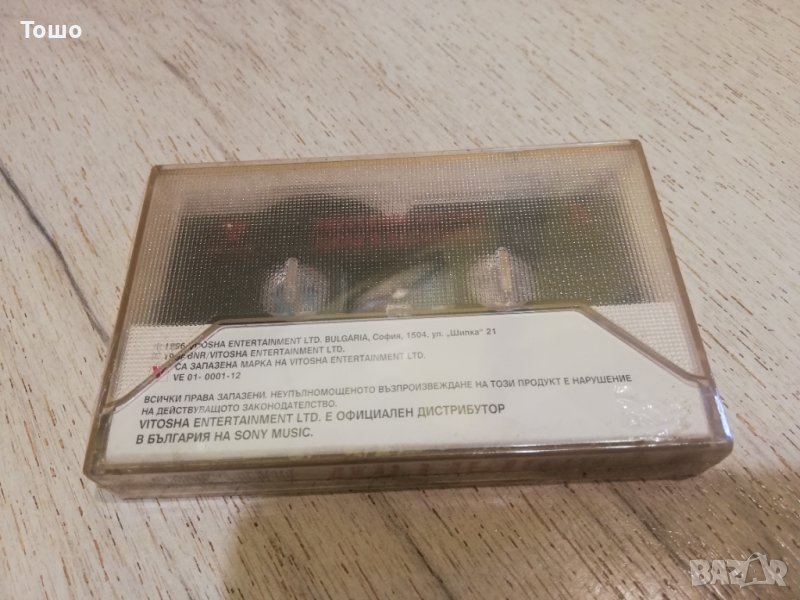 Тошо
1996 VITOSHA ENTERTAINMENT LTD. BULGARIA, София, 1504, ул. „Шипка" 21
BNR/VITOSHA ENTERTAINMENT LTD.
СА ЗАПАЗЕНА МАРКА НА VITOSHA ENTERTAINMENT LTD.
VE 01- 0001-12
ВСИЧКИ ПРАВА ЗАПАЗЕНИ. НЕУПЪЛНОМОЩЕНОТО ВЪЗПРОИЗВЕЖДАНЕ НА ТОЗИ ПРОДУКТ Е НАРУШЕНИЕ
НА ДЕЙСТВУВАЩОТО ЗАКОНОДАТЕЛСТВО.
VITOSHA ENTERTAINMENT LTD. Е ОФИЦИАЛЕН ДИСТРИБУТОР
В БЪЛГАРИЯ НА SONY MUSIC.
BAZAR